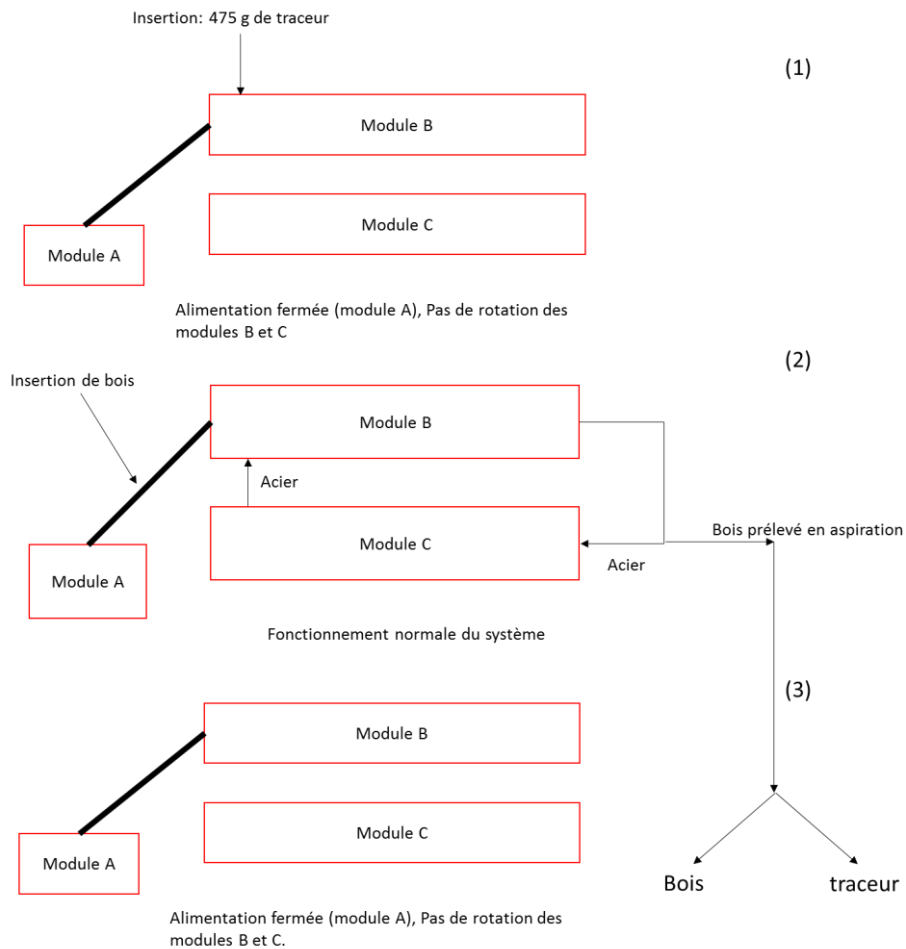 Insertion: 475 g de traceur
(1)
Module B
Module C
Module A
Alimentation fermée (module A), Pas de rotation des
modules B et C
(2)
Insertion de bois
Module B
Acier
Bois prélevé en aspiration
Module C
Acier
Module A
Fonctionnement normale du système
(3)
Module B
Module C
Module A
Bois
traceur
Alimentation fermée (module A), Pas de rotation des
modules B et C.